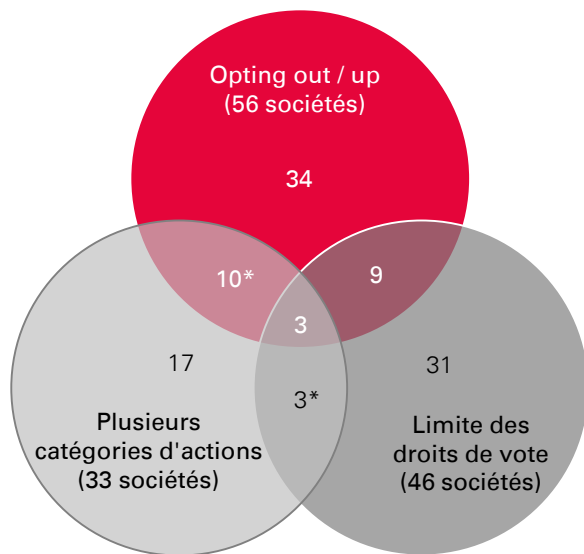 Opting out / up
(56 sociétés)
34
10*
9
3
17
31
3*
Plusieurs
catégories d'actions
(33 sociétés)
Limite des
droits de vote
(46 sociétés)